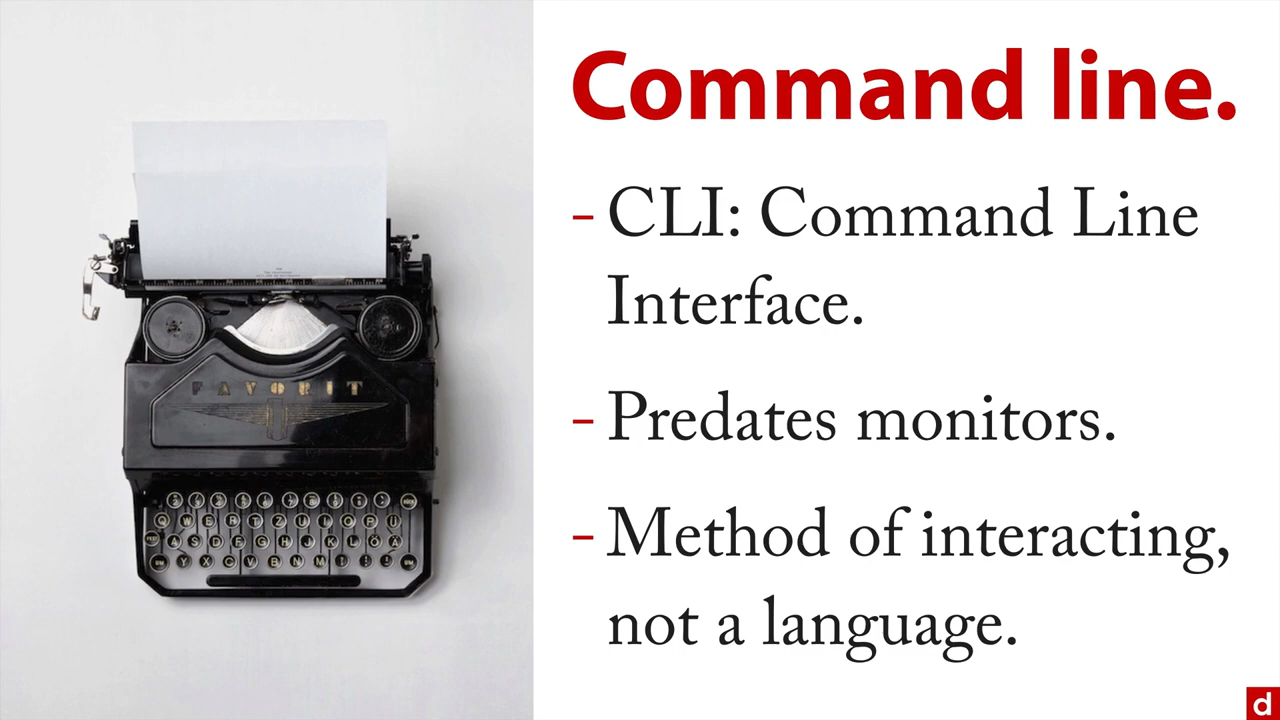 Command line.
- CLI: Command Line
Interface.
- Predates monitors.
- Method of interacting,
not a language.
FAVORIT
Q W E R T Z U I O P Ü
A S D F G H J K L Ö Ä
Y X C V B N M
d